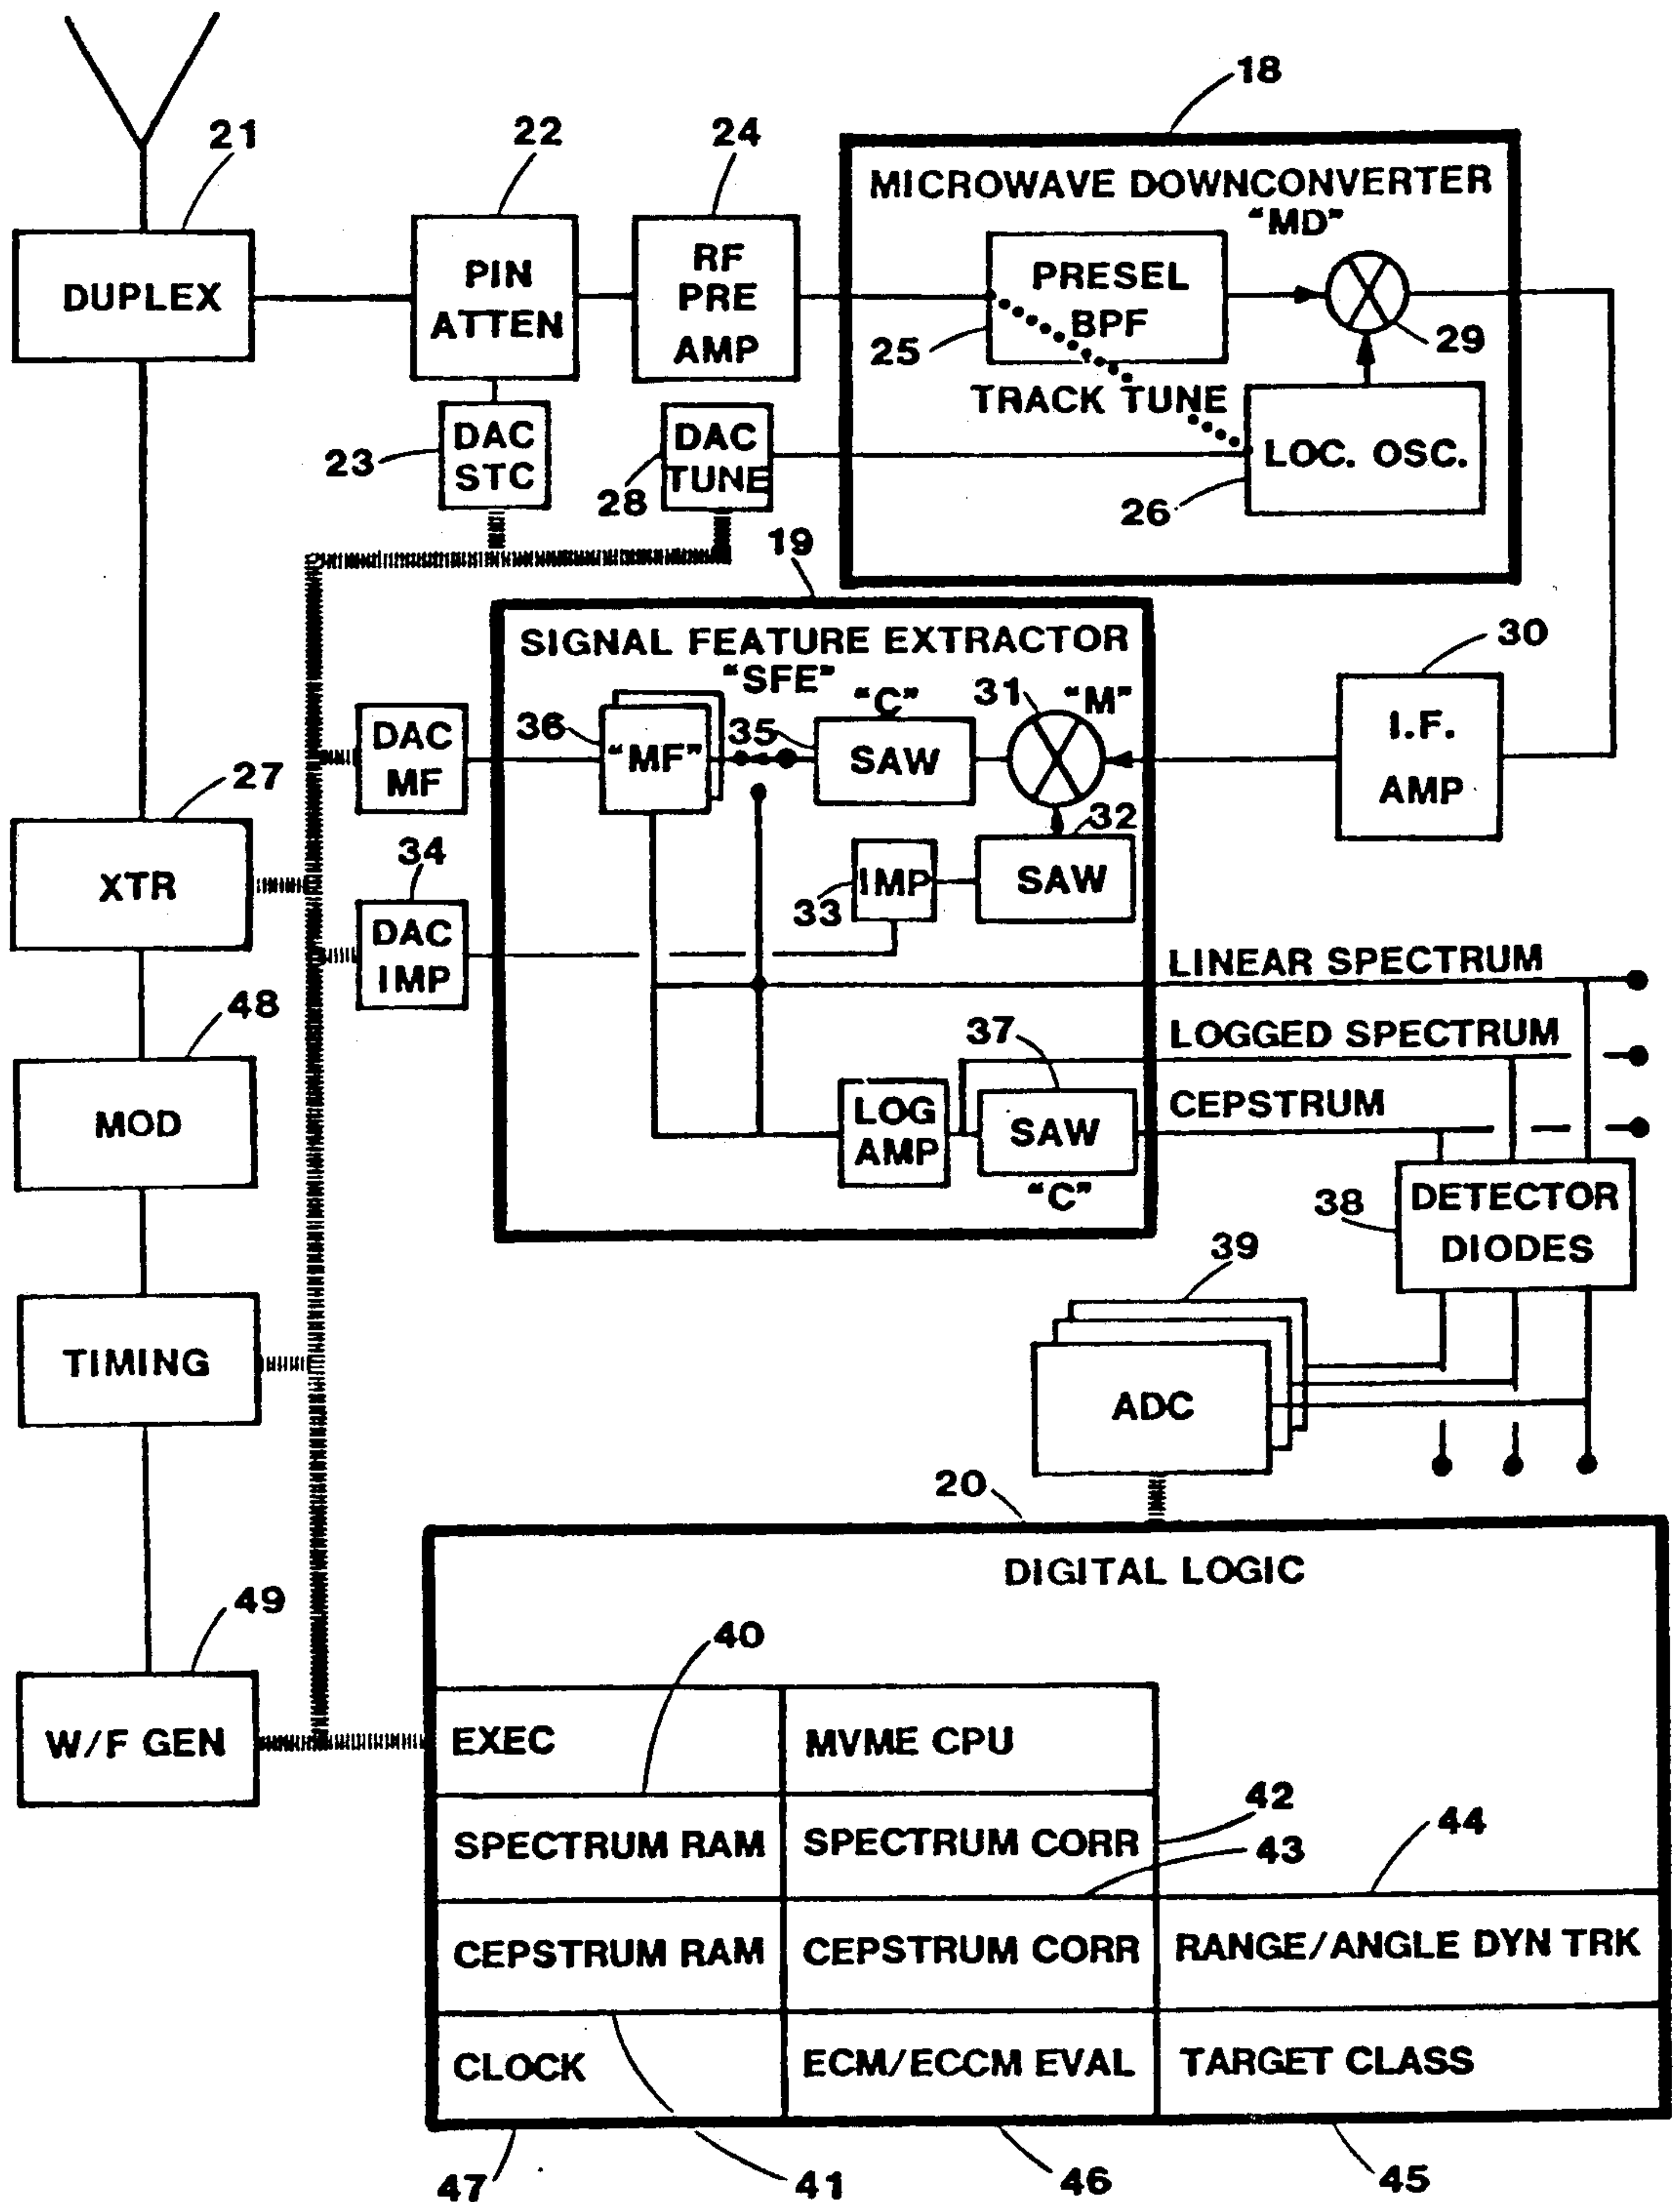 18
21
22
24
MICROWAVE DOWNCONVERTER
"MD"
DUPLEX
PIN
ATTEN
RF
PRE
AMP
PRESEL
BPF
25
29
TRACK TUNE
23
DAC
STC
28
DAC
TUNE
LOC. OSC.
26
19
SIGNAL FEATURE EXTRACTOR
"SFE"
30
DAC
MF
36
"MF"
35
"C"
SAW
31
"M"
I.F.
AMP
27
XTR
34
DAC
IMP
33
IMP
32
SAW
LINEAR SPECTRUM
48
MOD
37
LOGGED SPECTRUM
LOG
AMP
SAW
"C"
CEPSTRUM
38
DETECTOR
DIODES
39
TIMING
ADC
20
DIGITAL LOGIC
49
W/F GEN
40
EXEC
MVME CPU
42
SPECTRUM RAM
SPECTRUM CORR
43
44
CEPSTRUM RAM
CEPSTRUM CORR
RANGE/ANGLE DYN TRK
CLOCK
ECM/ECCM EVAL
TARGET CLASS
47
41
46
45